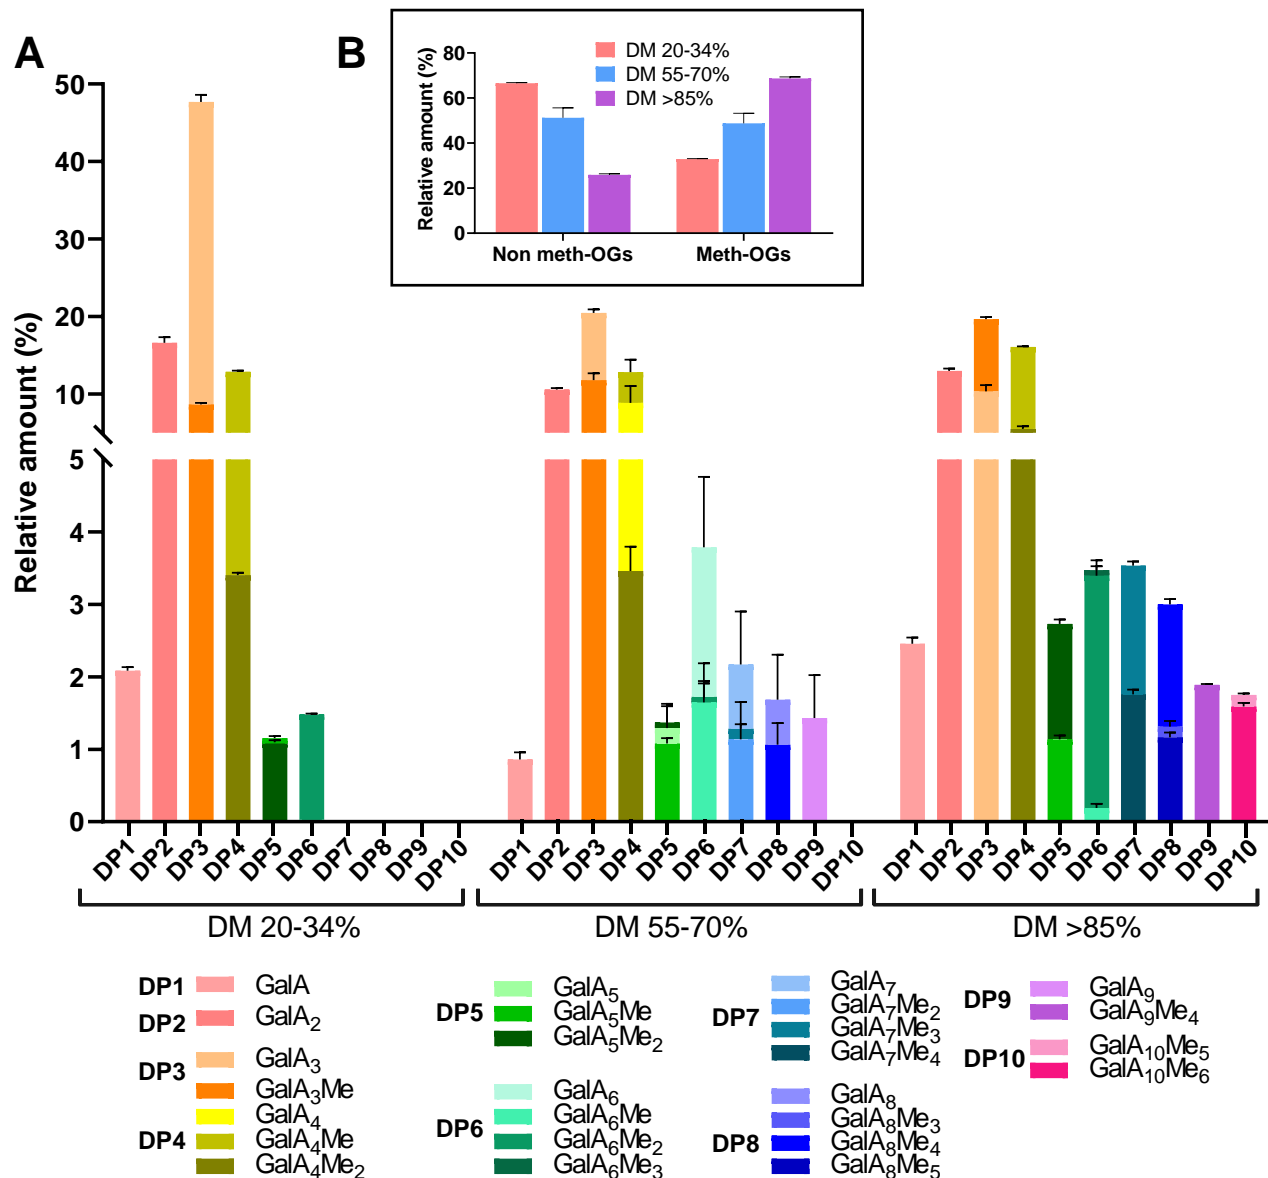 A
B
80
60
40
20
0
Relative amount (%)
DM 20-34%
DM 55-70%
DM >85%
Non meth-OGs
Meth-OGs
50
40
30
20
10
5
4
3
2
1
0
Relative amount (%)
DP1 DP2 DP3 DP4 DP5 DP6 DP7 DP8 DP9 DP10
DP1 DP2 DP3 DP4 DP5 DP6 DP7 DP8 DP9 DP10
DP1 DP2 DP3 DP4 DP5 DP6 DP7 DP8 DP9 DP10
DM 20-34%
DM 55-70%
DM >85%
DP1
GalA
DP2
GalA₂
DP3
GalA₃
GalA₃Me
DP4
GalA₄
GalA₄Me
GalA₄Me₂
DP5
GalA₅
GalA₅Me
GalA₅Me₂
DP6
GalA₆
GalA₆Me
GalA₆Me₂
GalA₆Me₃
DP7
GalA₇
GalA₇Me₂
GalA₇Me₃
GalA₇Me₄
DP8
GalA₈
GalA₈Me₃
GalA₈Me₄
GalA₈Me₅
DP9
GalA₉
GalA₉Me₄
DP10
GalA₁₀Me₅
GalA₁₀Me₆